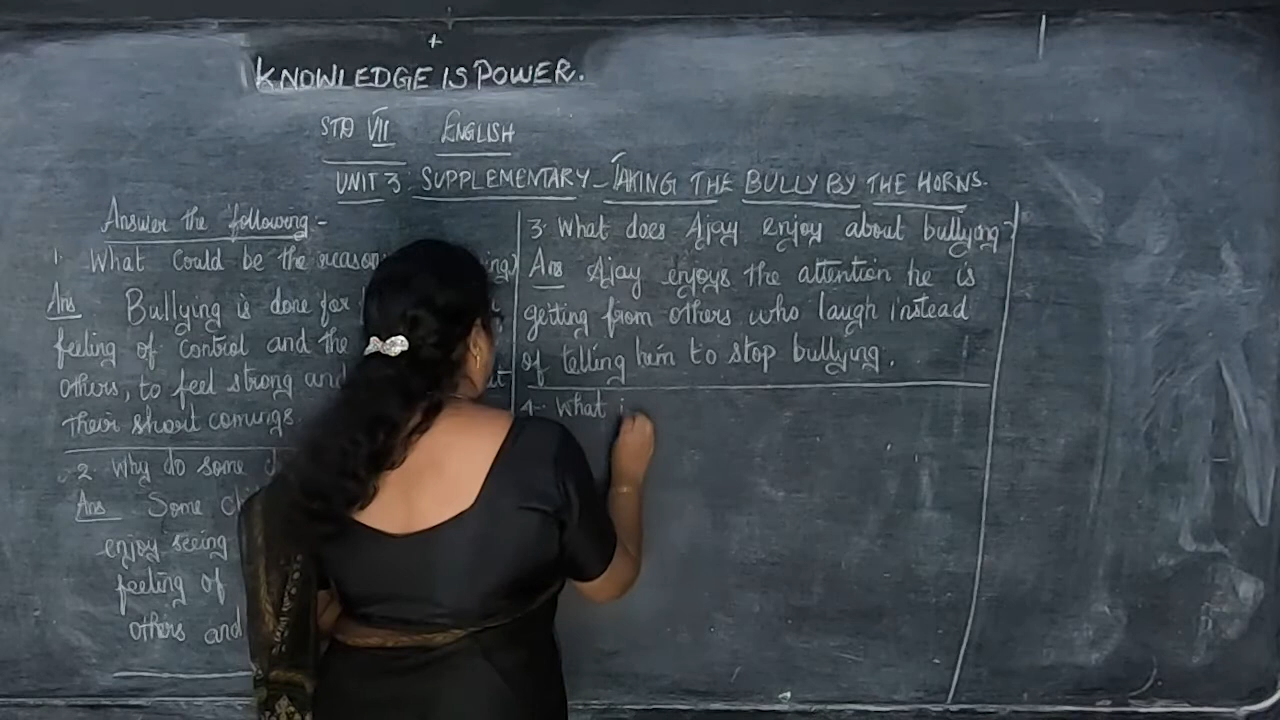 KNOWLEDGE IS POWER.
STD VII ENGLISH
UNIT 3 SUPPLEMENTARY - TAKING THE BULLY BY THE HORNS.
Answer the following:-
1. What could be the
Ans Bullying is done for
feeling of control and the
others, to feel strong and
their short comings.
2 Why do some
Ans Some
enjoy seeing
feeling of
others and
3. What does Ajay enjoy about bullying?
Ans Ajay enjoys the attention he is
getting from others who laugh instead
of telling him to stop bullying.
4. What